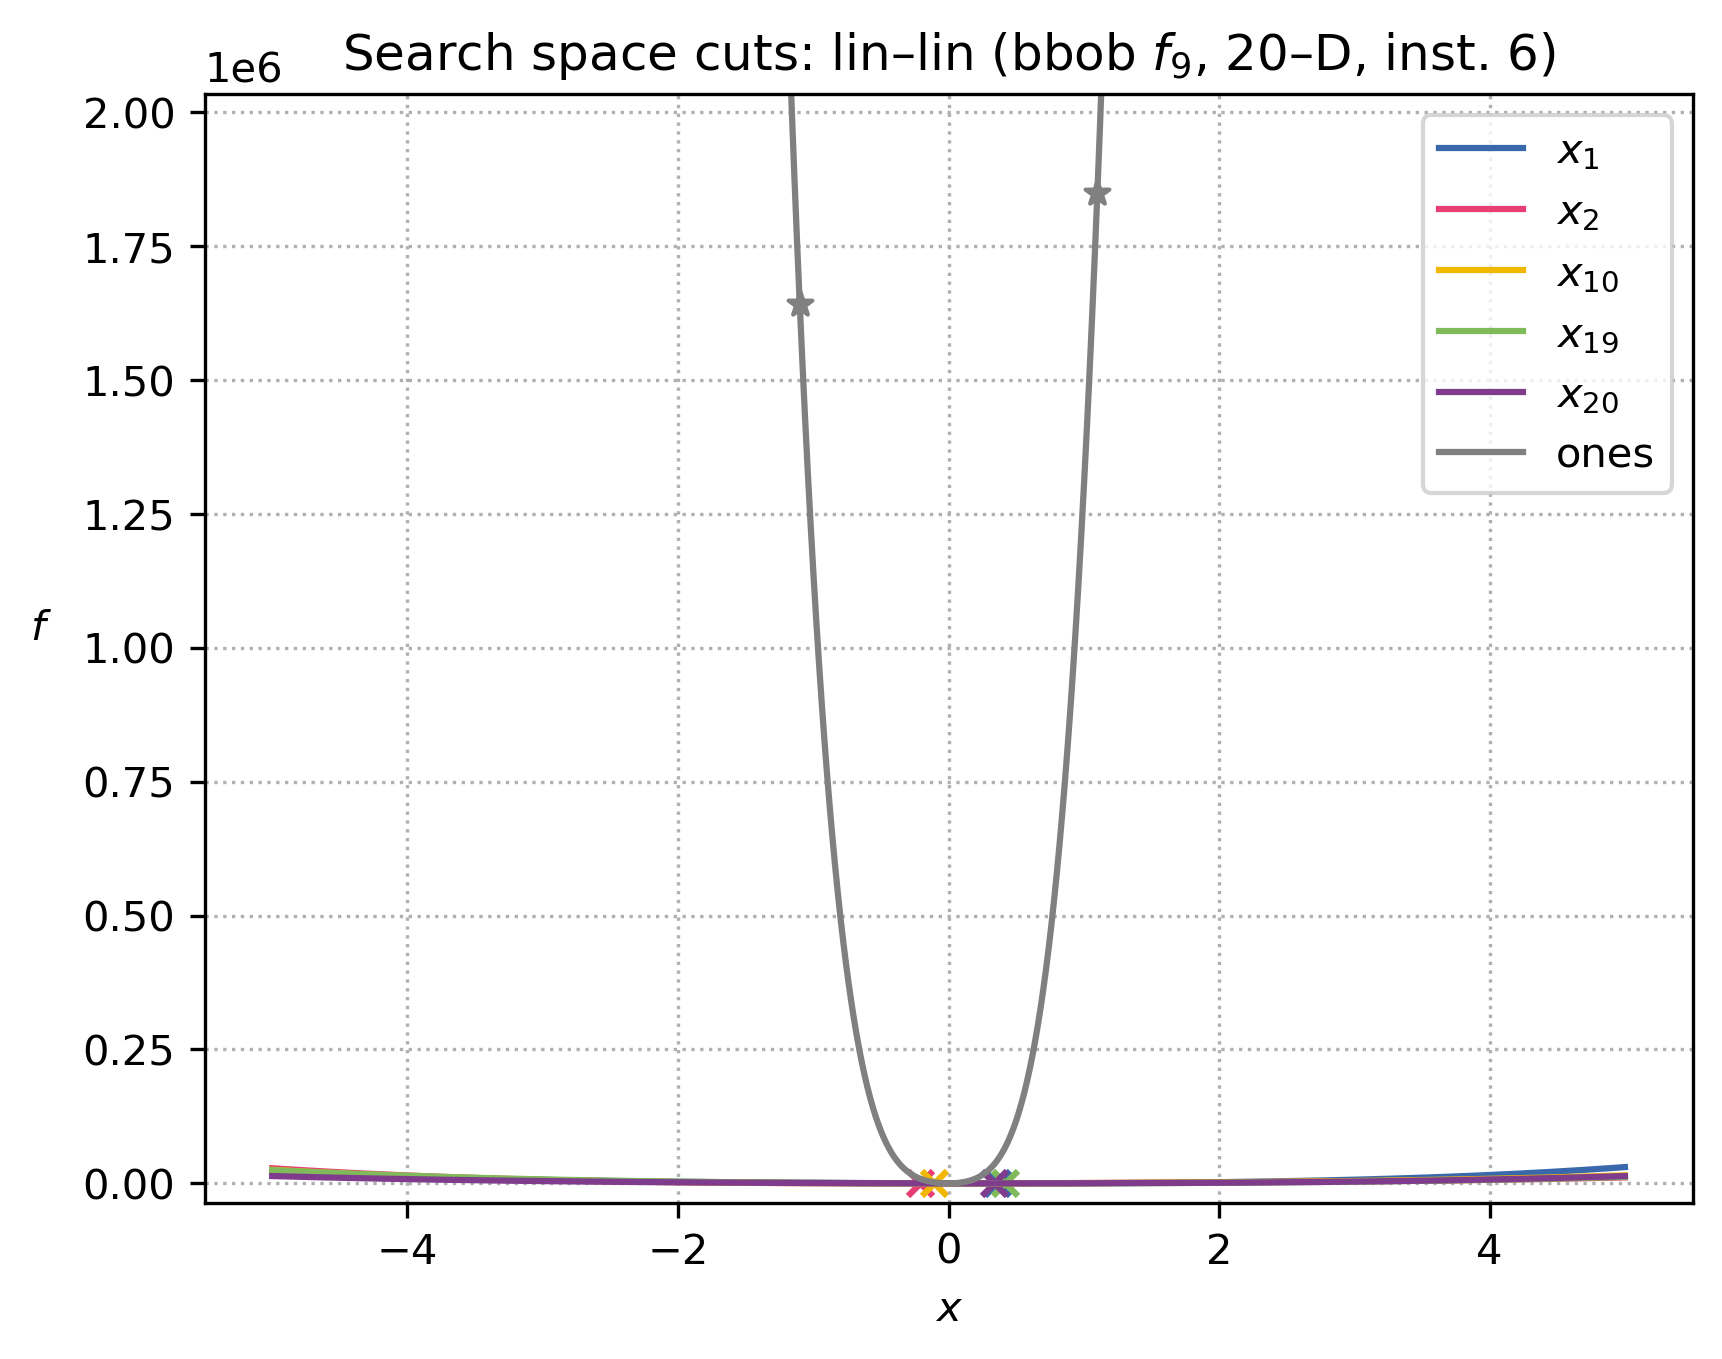 Search space cuts: lin–lin (bbob f₉, 20–D, inst. 6)
1e6
2.00
1.75
1.50
1.25
1.00
0.75
0.50
0.25
0.00
f
−4
−2
0
2
4
x
x₁
x₂
x₁₀
x₁₉
x₂₀
ones